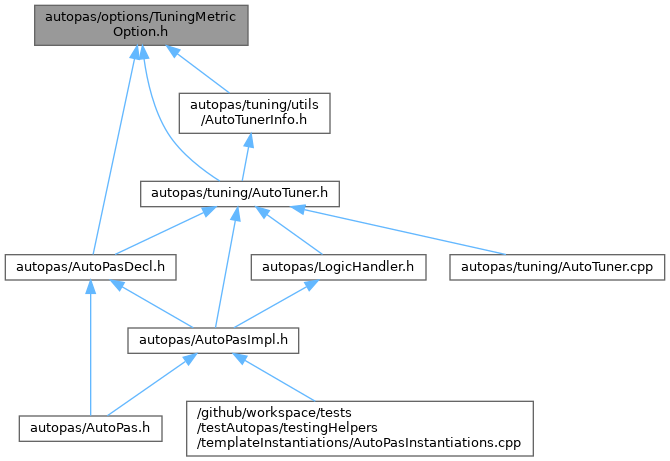 autopas/options/TuningMetric
Option.h
autopas/tuning/utils
/AutoTunerInfo.h
autopas/tuning/AutoTuner.h
autopas/AutoPasDecl.h
autopas/LogicHandler.h
autopas/tuning/AutoTuner.cpp
autopas/AutoPasImpl.h
autopas/AutoPas.h
/github/workspace/tests
/testAutopas/testingHelpers
/templateInstantiations/AutoPasInstantiations.cpp